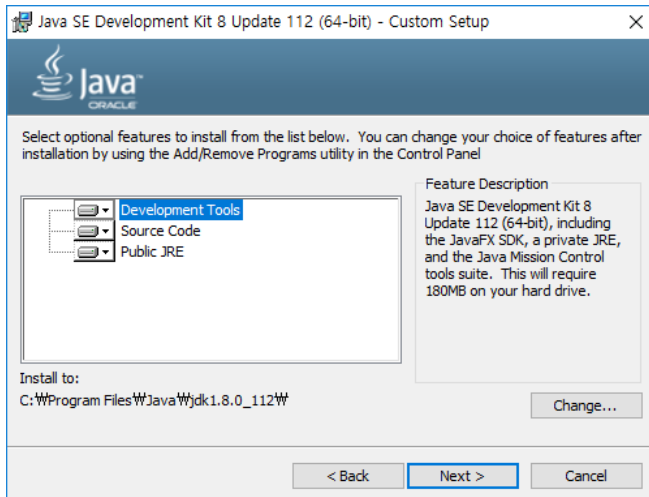 Java SE Development Kit 8 Update 112 (64-bit) - Custom Setup
Java™
ORACLE
Select optional features to install from the list below.  You can change your choice of features after
installation by using the Add/Remove Programs utility in the Control Panel
Development Tools
Source Code
Public JRE
Feature Description
Java SE Development Kit 8
Update 112 (64-bit), including
the JavaFX SDK, a private JRE,
and the Java Mission Control
tools suite.  This will require
180MB on your hard drive.
Install to:
C:₩Program Files₩Java₩jdk1.8.0_112₩
Change...
< Back
Next >
Cancel